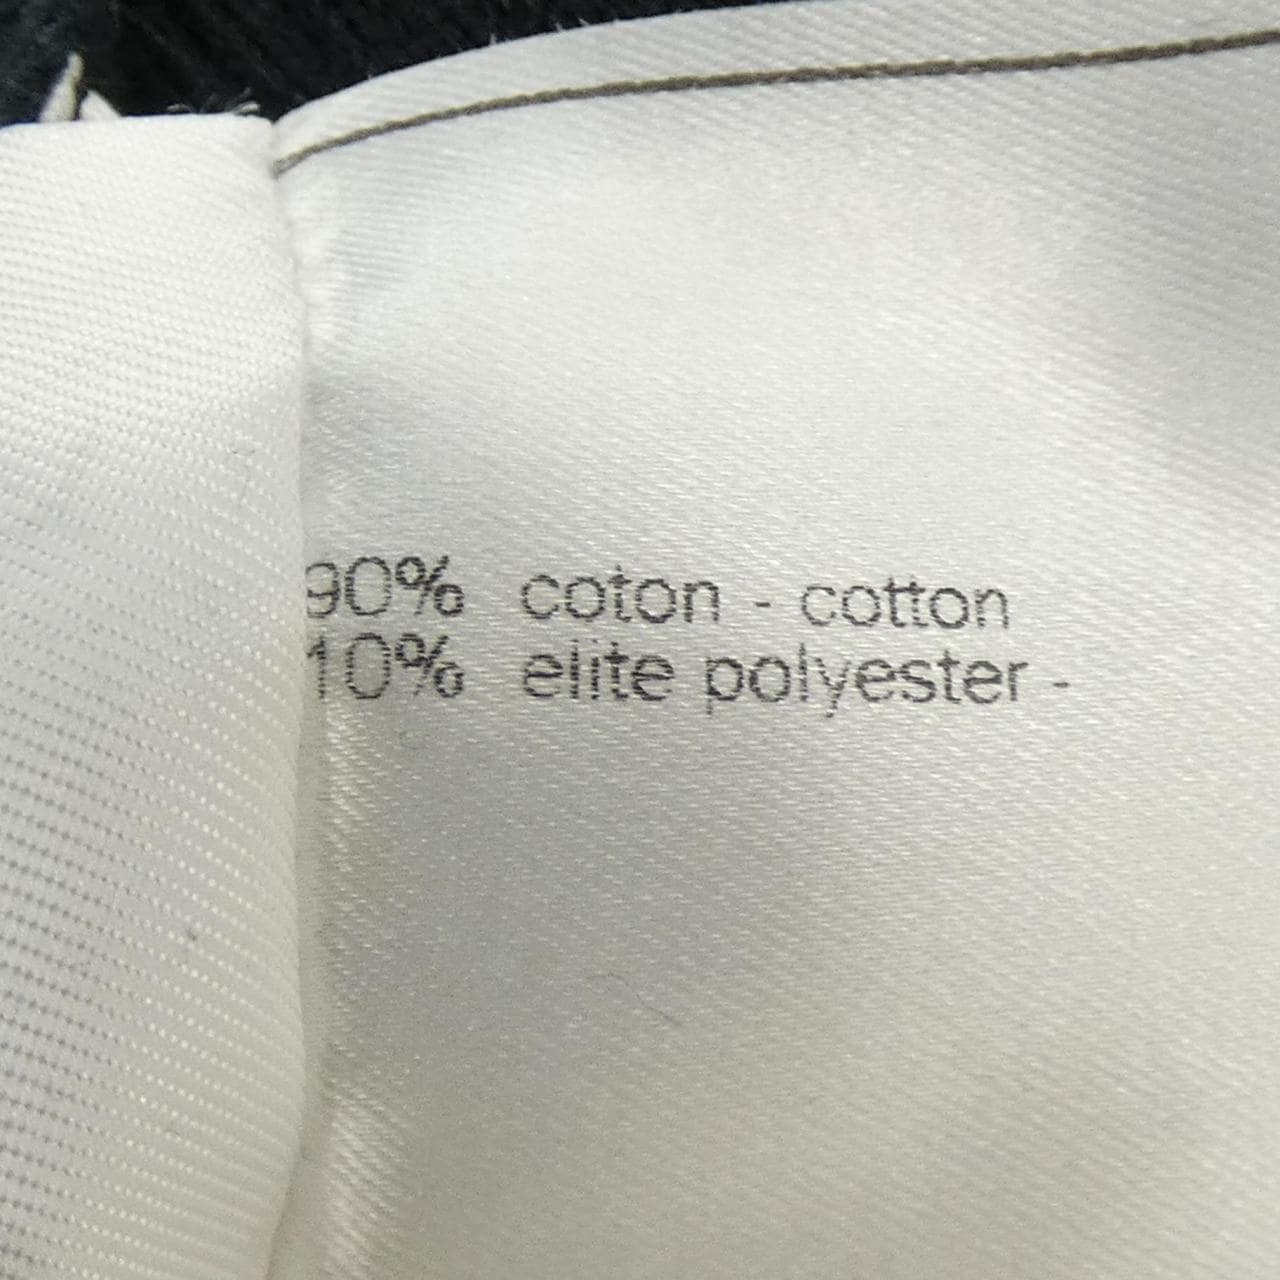 90% coton - cotton
10% elite polyester -